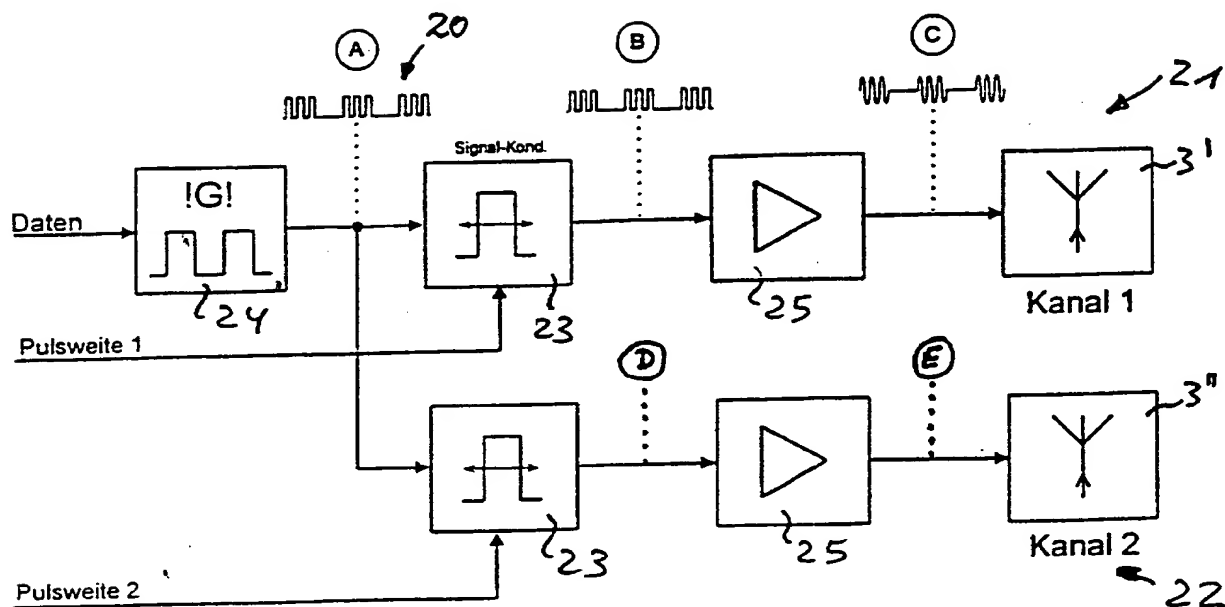 A
20
B
C
21
Signal-Kond.
!G!
3'
Daten
24
23
25
Kanal 1
Pulsweite 1
D
E
3"
23
25
Kanal 2
Pulsweite 2
22